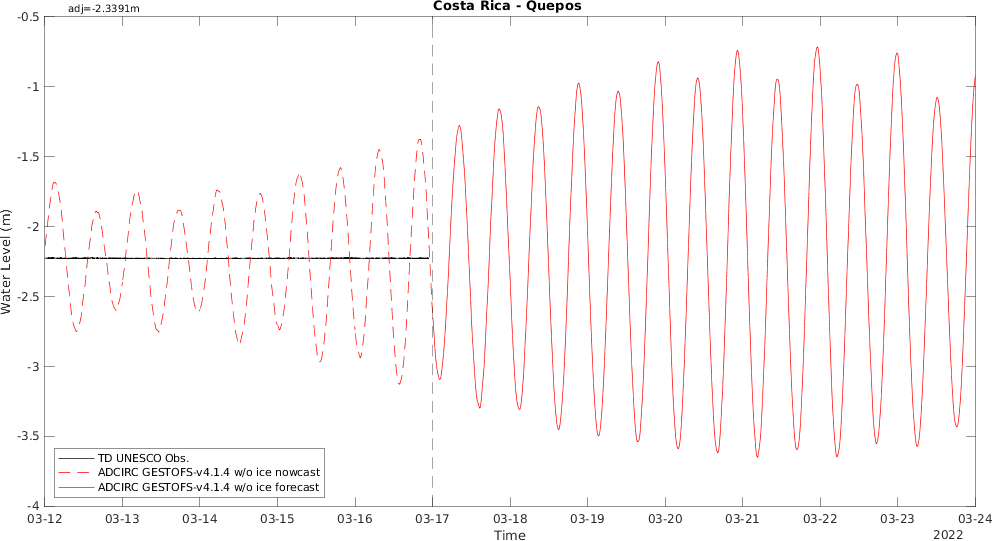 adj=-2.3391m
Costa Rica - Quepos
-0.5
-1
-1.5
-2
-2.5
-3
-3.5
-4
Water Level (m)
TD UNESCO Obs.
ADCIRC GESTOFS-v4.1.4 w/o ice nowcast
ADCIRC GESTOFS-v4.1.4 w/o ice forecast
03-12 03-13 03-14 03-15 03-16 03-17 03-18 03-19 03-20 03-21 03-22 03-23 03-24
Time
2022